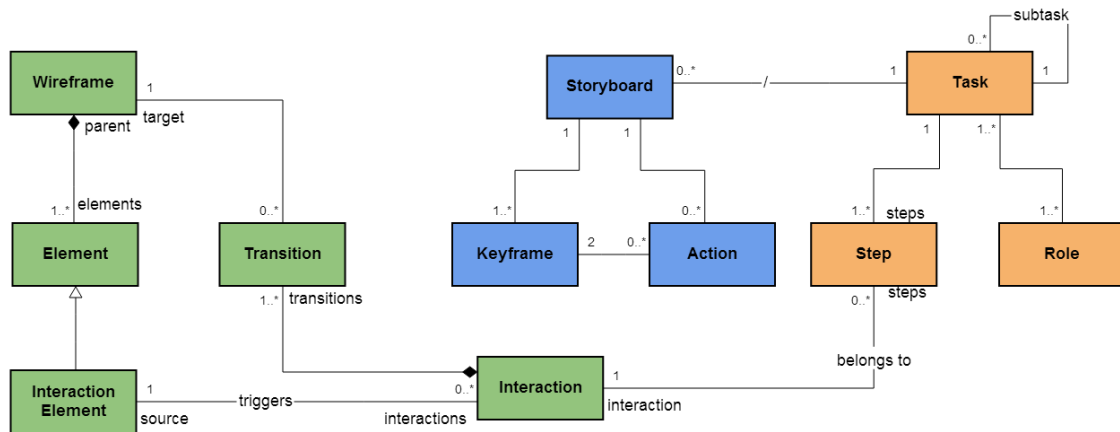 subtask
0..*
Wireframe
1
target
parent
Storyboard
0..*
/
1
Task
1
1
1
1
1..*
1..*
elements
0..*
1..*
0..*
1..*
steps
1..*
Element
Transition
Keyframe
2
0..*
Action
Step
Role
1..*
transitions
0..*
steps
belongs to
Interaction
Element
1
triggers
0..*
Interaction
1
source
interactions
interaction